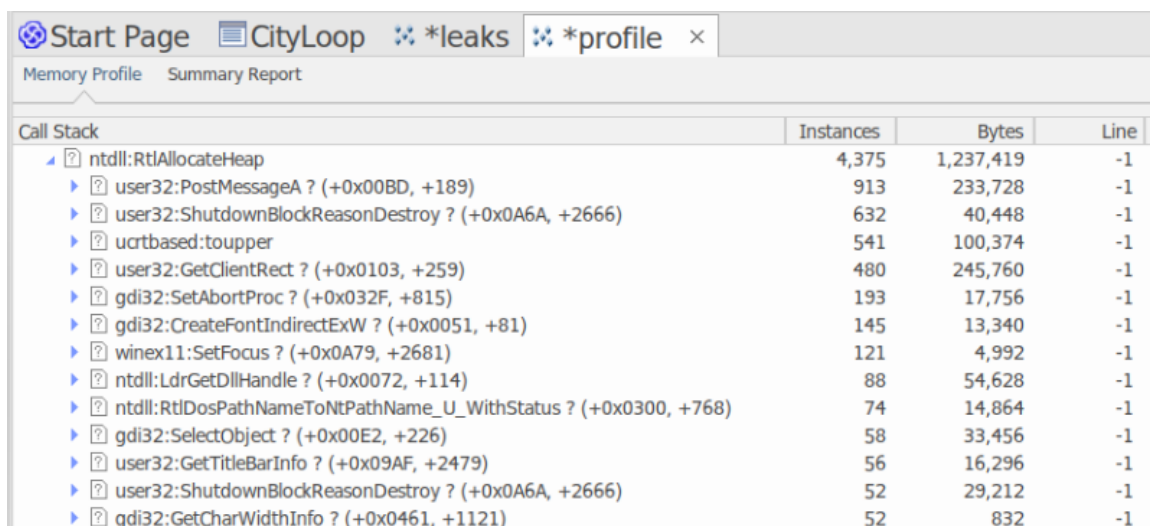 Start Page CityLoop *leaks *profile ×
Memory Profile Summary Report
Call Stack Instances Bytes Line
ntdll:RtlAllocateHeap 4,375 1,237,419 -1
user32:PostMessageA ? (+0x00BD, +189) 913 233,728 -1
user32:ShutdownBlockReasonDestroy ? (+0x0A6A, +2666) 632 40,448 -1
ucrtbased:toupper 541 100,374 -1
user32:GetClientRect ? (+0x0103, +259) 480 245,760 -1
gdi32:SetAbortProc ? (+0x032F, +815) 193 17,756 -1
gdi32:CreateFontIndirectExW ? (+0x0051, +81) 145 13,340 -1
winex11:SetFocus ? (+0x0A79, +2681) 121 4,992 -1
ntdll:LdrGetDllHandle ? (+0x0072, +114) 88 54,628 -1
ntdll:RtlDosPathNameToNtPathName_U_WithStatus ? (+0x0300, +768) 74 14,864 -1
gdi32:SelectObject ? (+0x00E2, +226) 58 33,456 -1
user32:GetTitleBarInfo ? (+0x09AF, +2479) 56 16,296 -1
user32:ShutdownBlockReasonDestroy ? (+0x0A6A, +2666) 52 29,212 -1
gdi32:GetCharWidthInfo ? (+0x0461, +1121) 52 832 -1